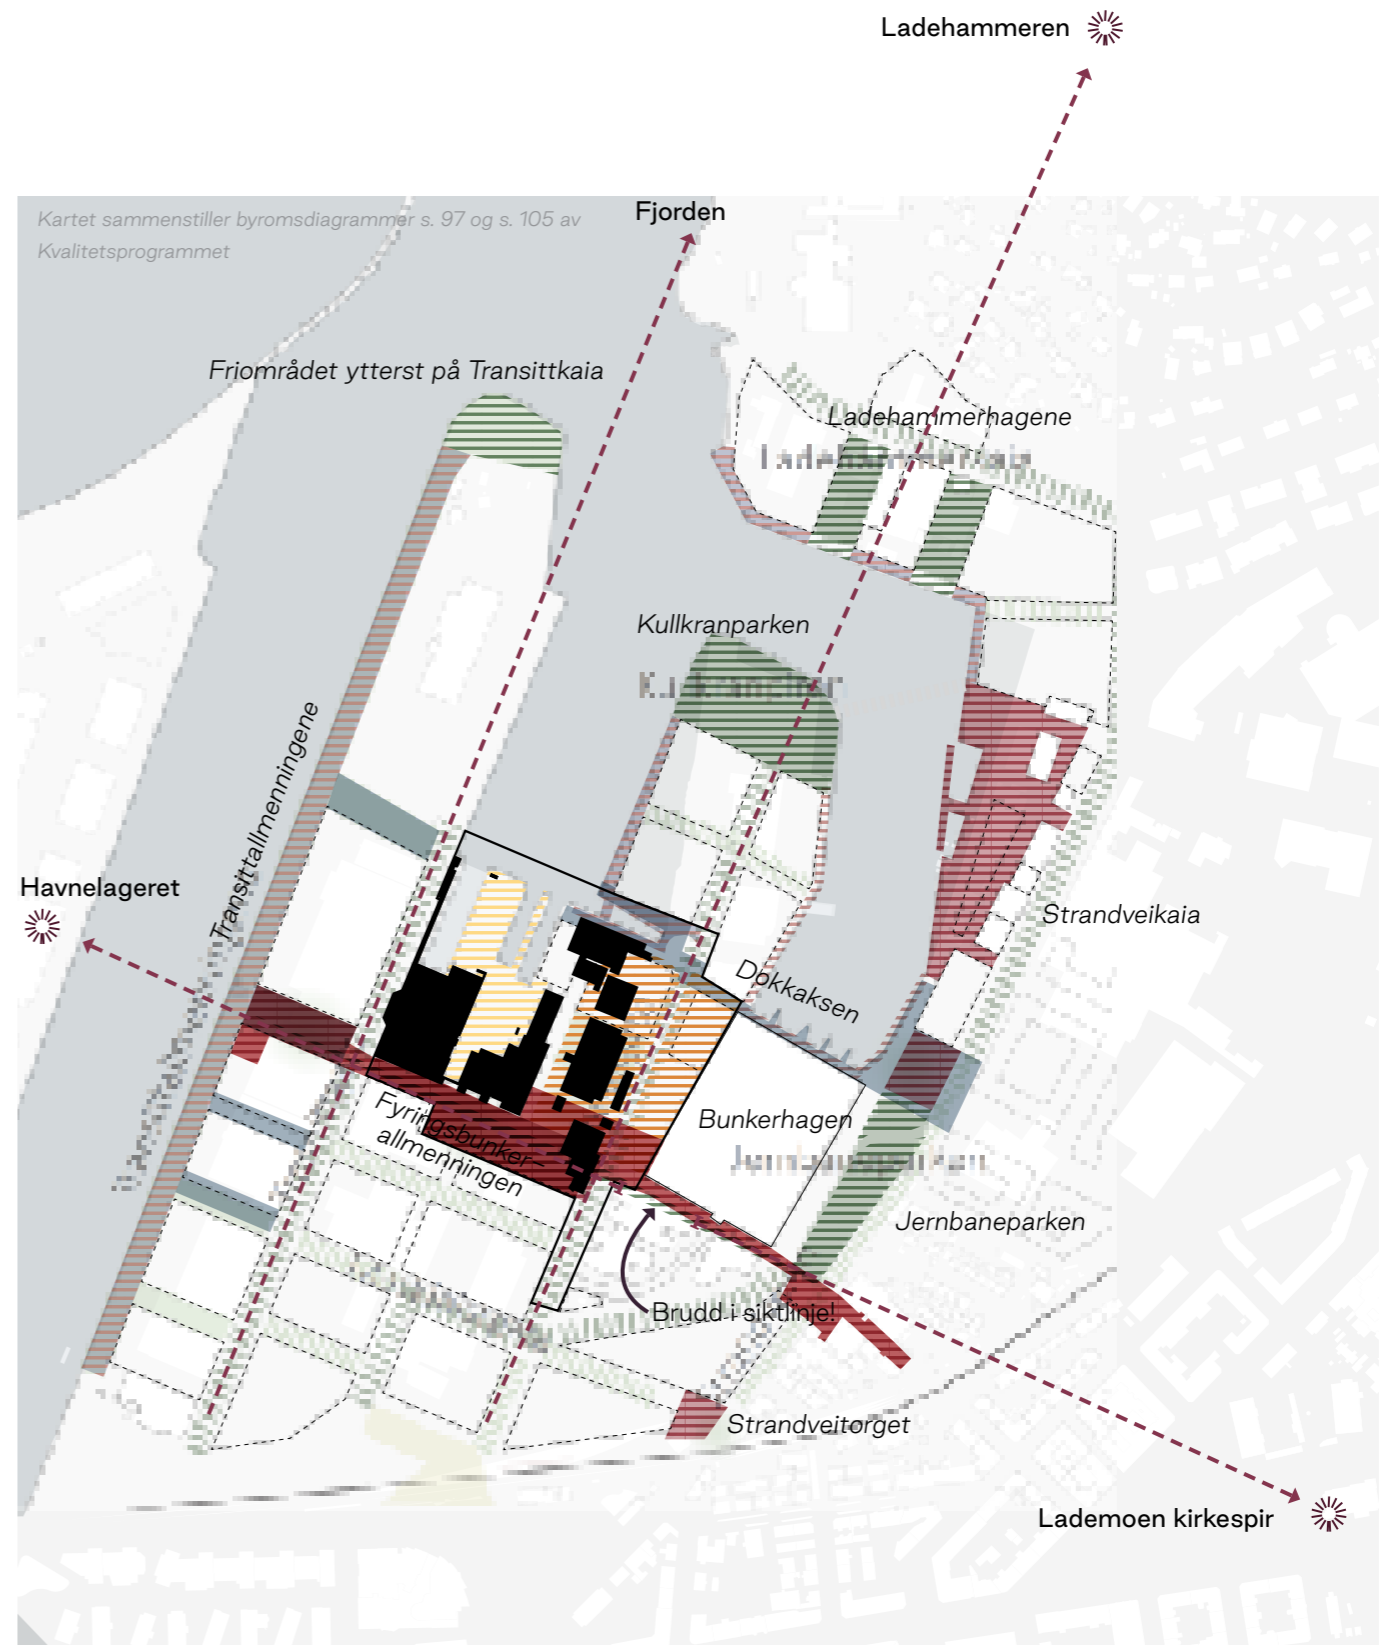 Ladehammeren
Fjorden
Kartet sammenstiller byromsdiagrammer s. 97 og s. 105 av
Kvalitetsprogrammet
Friområdet ytterst på Transittkaia
Ladehammerhagene
Kullkranparken
Transittallmenningene
Havnelageret
Strandveikaia
Dokkaksen
Fyringsbunker-
allmenningen
Bunkerhagen
Jernbaneparken
Brudd i siktlinje!
Strandveitorget
Lademoen kirkespir